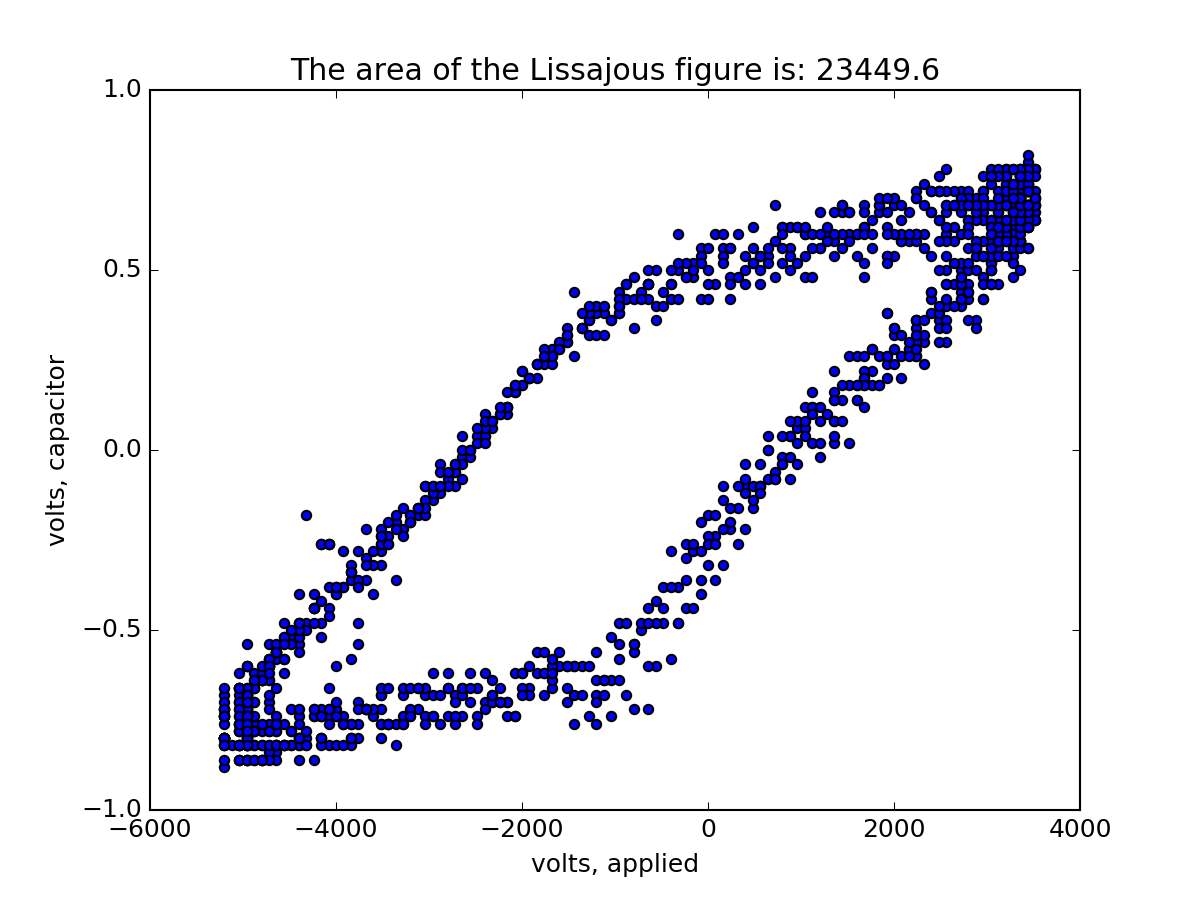 The area of the Lissajous figure is: 23449.6
1.0
0.5
0.0
−0.5
−1.0
−6000 −4000 −2000 0 2000 4000
volts, capacitor
volts, applied